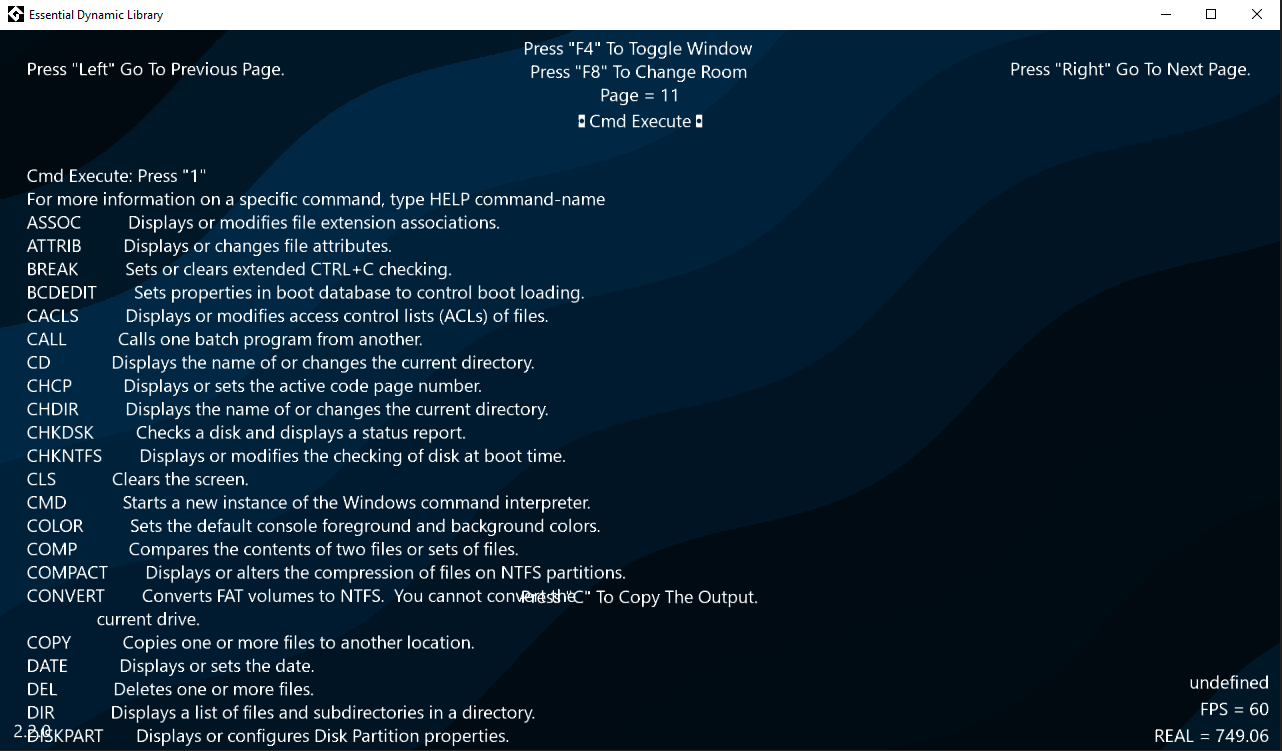 Essential Dynamic Library
Press "F4" To Toggle Window
Press "Left" Go To Previous Page.
Press "F8" To Change Room
Press "Right" Go To Next Page.
Page = 11
Cmd Execute
Cmd Execute: Press "1"
For more information on a specific command, type HELP command-name
ASSOC Displays or modifies file extension associations.
ATTRIB Displays or changes file attributes.
BREAK Sets or clears extended CTRL+C checking.
BCDEDIT Sets properties in boot database to control boot loading.
CACLS Displays or modifies access control lists (ACLs) of files.
CALL Calls one batch program from another.
CD Displays the name of or changes the current directory.
CHCP Displays or sets the active code page number.
CHDIR Displays the name of or changes the current directory.
CHKDSK Checks a disk and displays a status report.
CHKNTFS Displays or modifies the checking of disk at boot time.
CLS Clears the screen.
CMD Starts a new instance of the Windows command interpreter.
COLOR Sets the default console foreground and background colors.
COMP Compares the contents of two files or sets of files.
COMPACT Displays or alters the compression of files on NTFS partitions.
CONVERT Converts FAT volumes to NTFS. You cannot convert the
Press "C" To Copy The Output.
current drive.
COPY Copies one or more files to another location.
DATE Displays or sets the date.
DEL Deletes one or more files.
DIR Displays a list of files and subdirectories in a directory.
DISKPART Displays or configures Disk Partition properties.
2.2.0
undefined
FPS = 60
REAL = 749.06